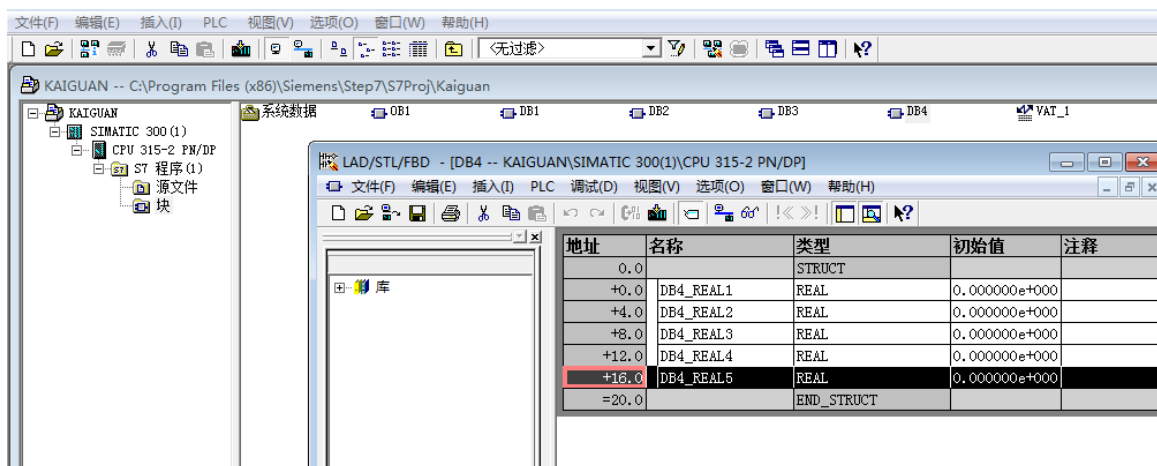 文件(F) 编辑(E) 插入(I) PLC 视图(V) 选项(O) 窗口(W) 帮助(H)
<无过滤>
KAIGUAN -- C:\Program Files (x86)\Siemens\Step7\S7Proj\Kaiguan
KAIGUAN
SIMATIC 300(1)
CPU 315-2 PN/DP
S7 程序(1)
源文件
块
系统数据 OB1 DB1 DB2 DB3 DB4 VAT_1
LAD/STL/FBD - [DB4 -- KAIGUAN\SIMATIC 300(1)\CPU 315-2 PN/DP]
文件(F) 编辑(E) 插入(I) PLC 调试(D) 视图(V) 选项(O) 窗口(W) 帮助(H)
库
地址 名称 类型 初始值 注释
0.0 STRUCT
+0.0 DB4_REAL1 REAL 0.000000e+000
+4.0 DB4_REAL2 REAL 0.000000e+000
+8.0 DB4_REAL3 REAL 0.000000e+000
+12.0 DB4_REAL4 REAL 0.000000e+000
+16.0 DB4_REAL5 REAL 0.000000e+000
=20.0 END_STRUCT